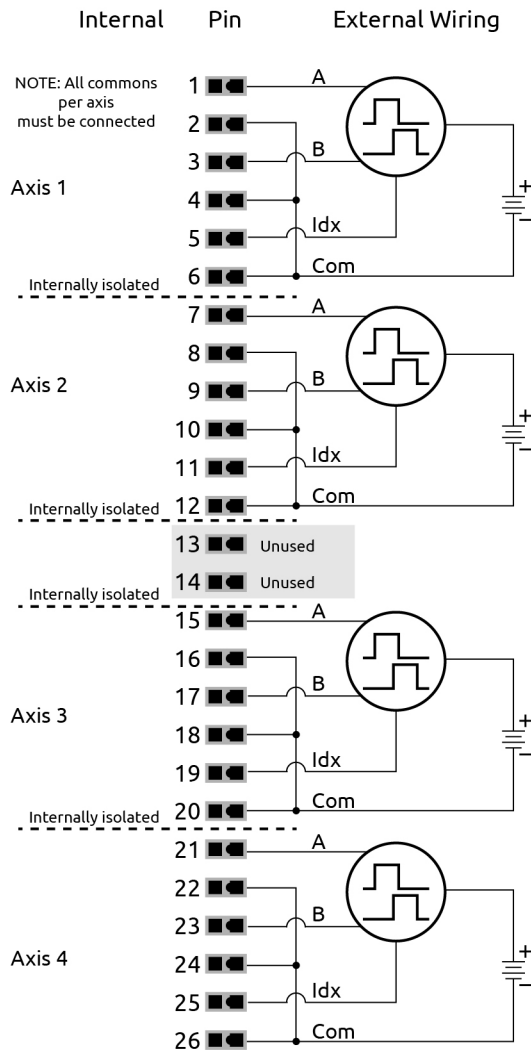 Internal Pin External Wiring
NOTE: All commons
per axis
must be connected
1 A
2
3 B
Axis 1
4
+
5 Idx
−
6 Com
Internally isolated
7 A
8
Axis 2
9 B
10
+
11 Idx
−
12 Com
Internally isolated
13 Unused
14 Unused
Internally isolated
15 A
16
17 B
Axis 3
18
+
19 Idx
−
20 Com
Internally isolated
21 A
22
23 B
Axis 4
24
+
25 Idx
−
26 Com